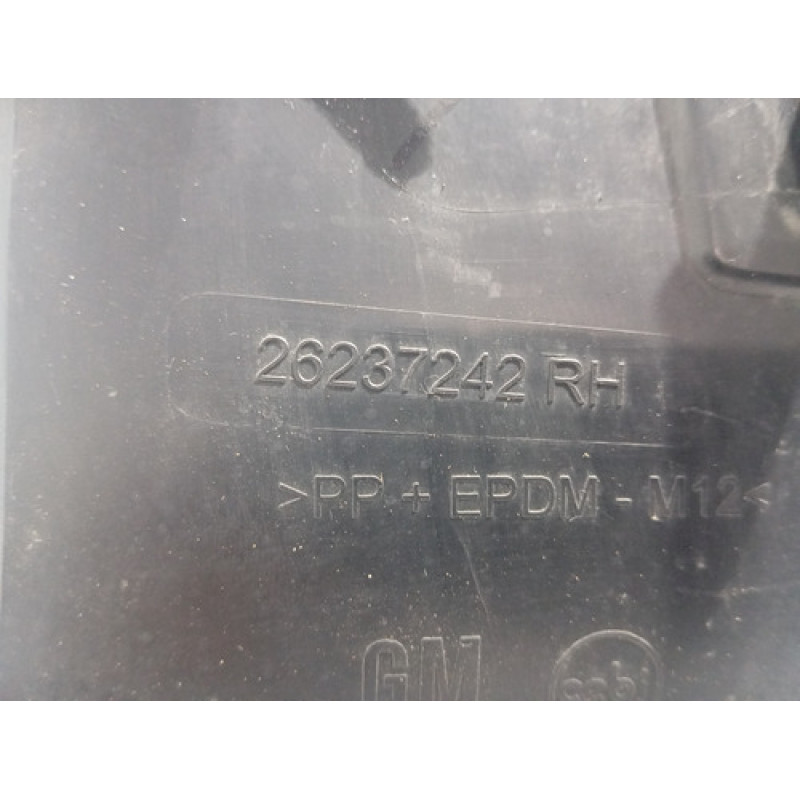 26237242 RH
>PP + EPDM - M12<
GM